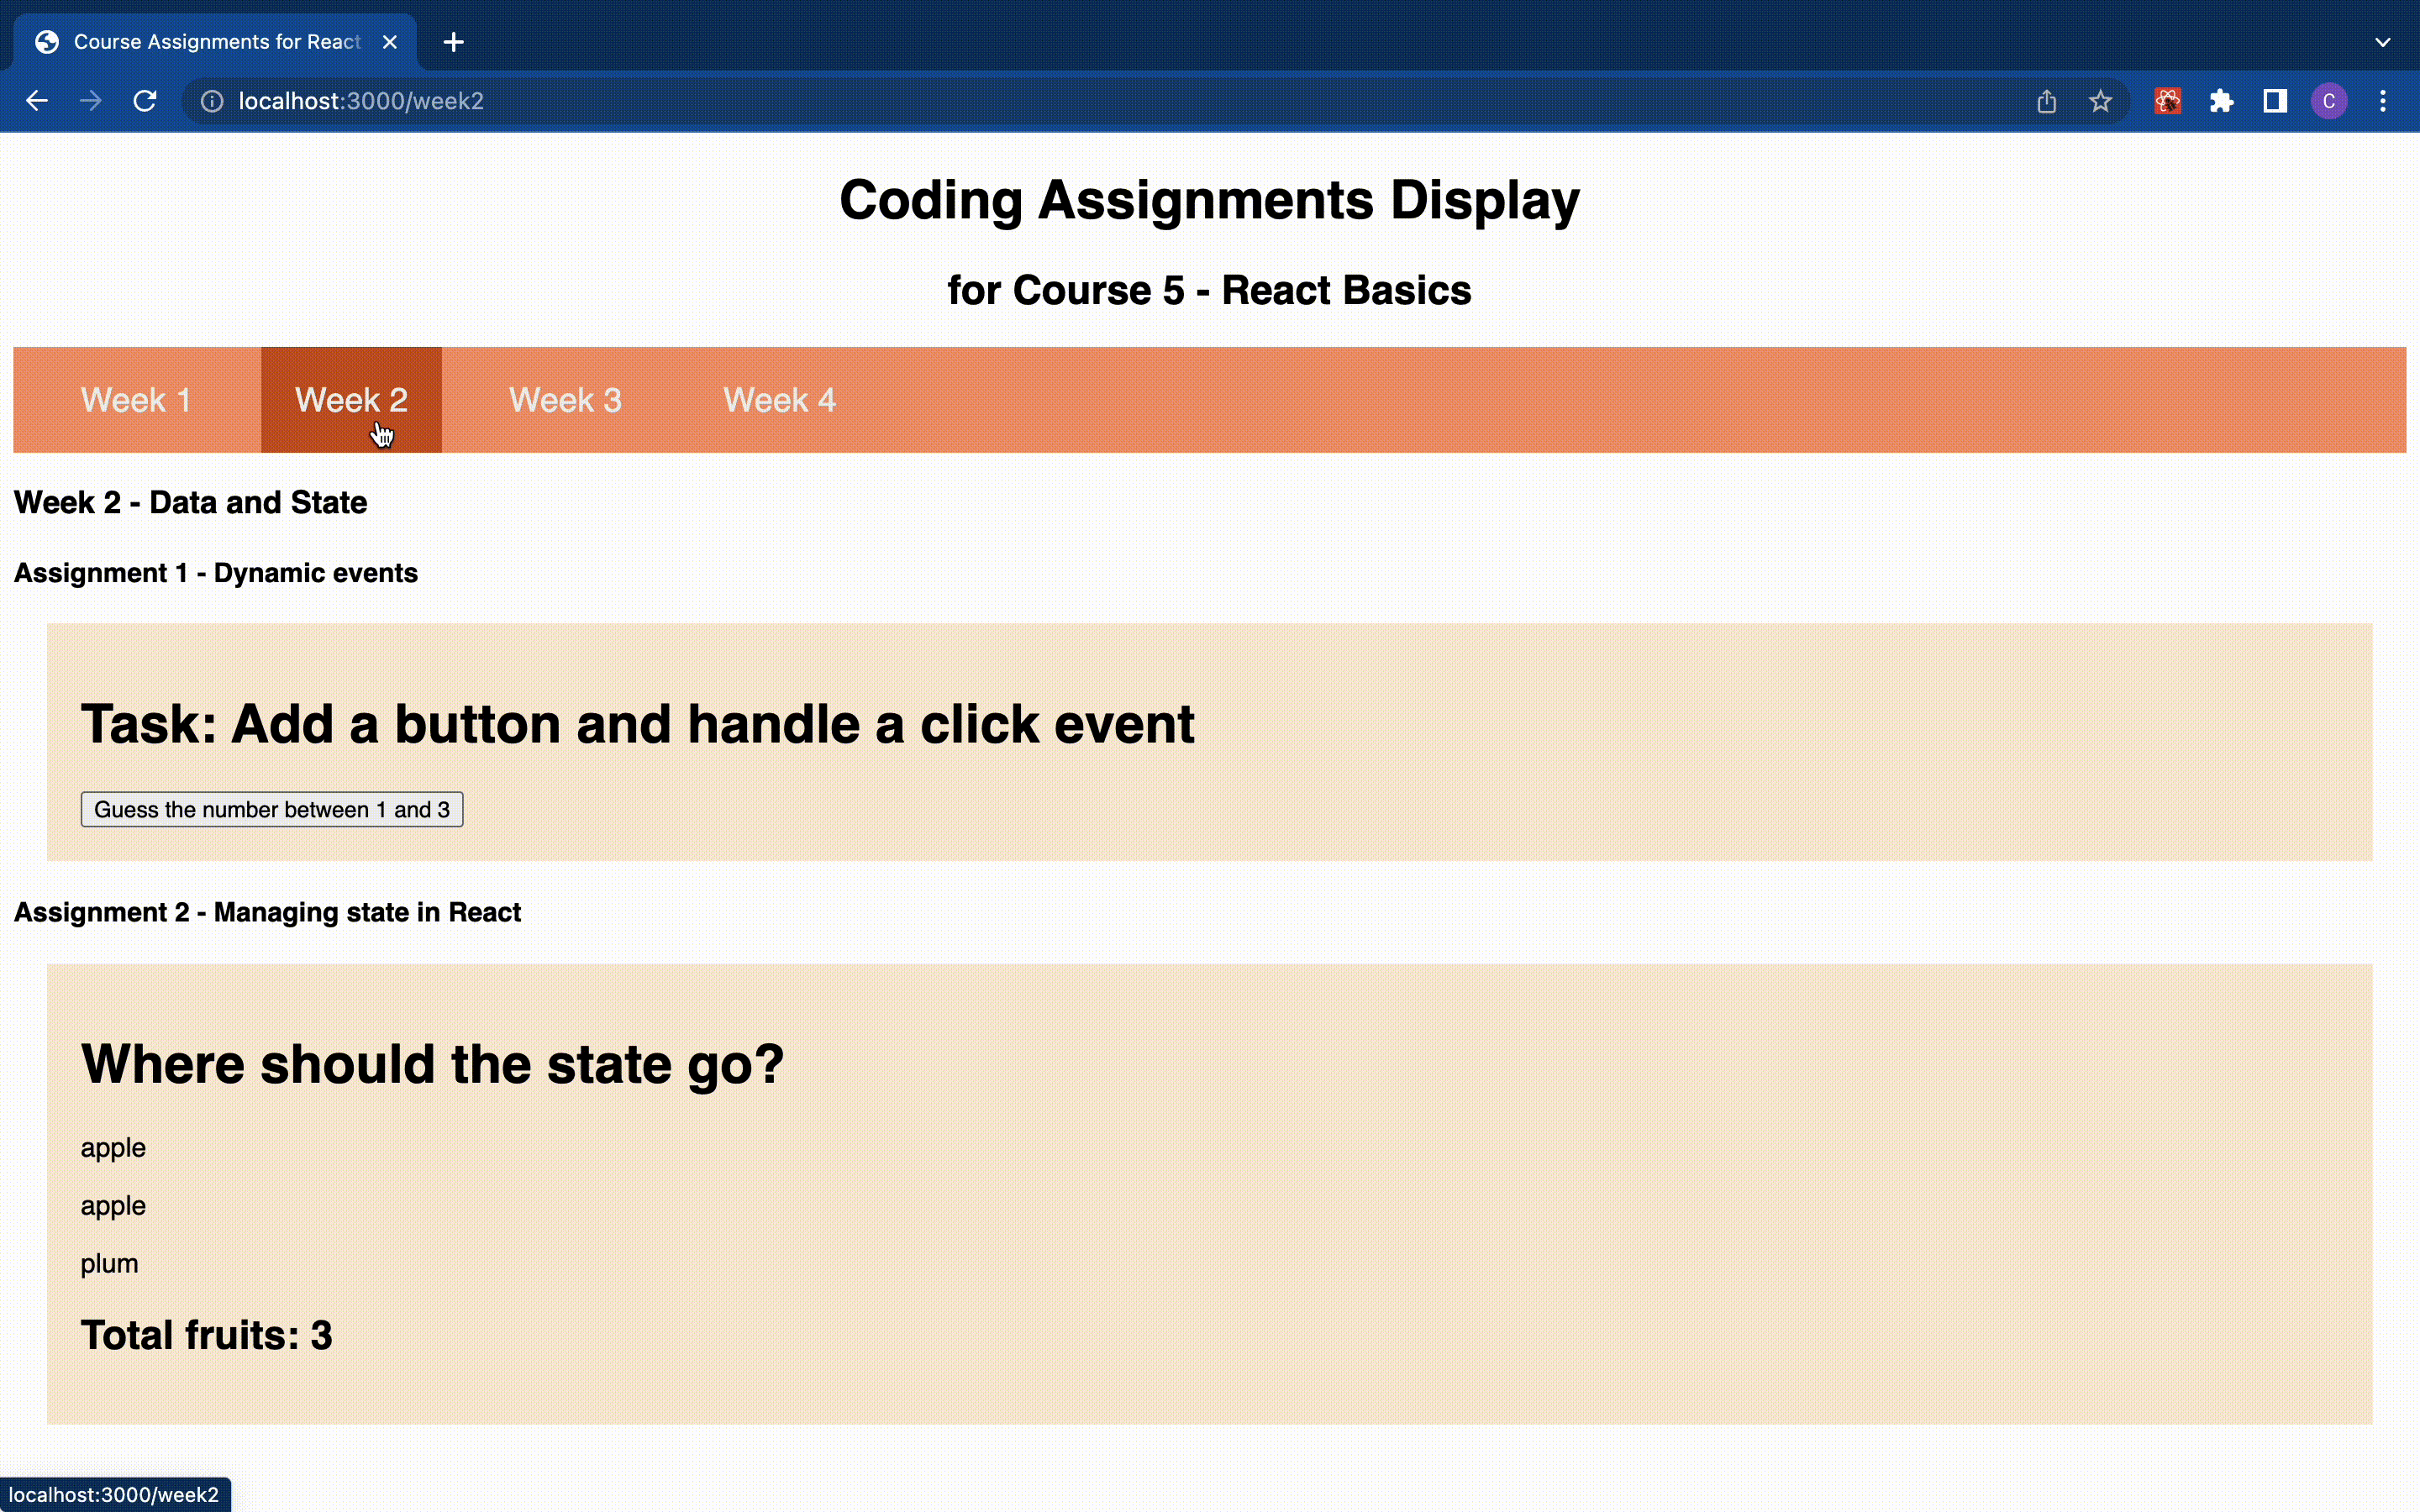 Course Assignments for React
localhost:3000/week2
C
Coding Assignments Display
for Course 5 - React Basics
Week 1 Week 2 Week 3 Week 4
Week 2 - Data and State
Assignment 1 - Dynamic events
Task: Add a button and handle a click event
Guess the number between 1 and 3
Assignment 2 - Managing state in React
Where should the state go?
apple
apple
plum
Total fruits: 3
localhost:3000/week2